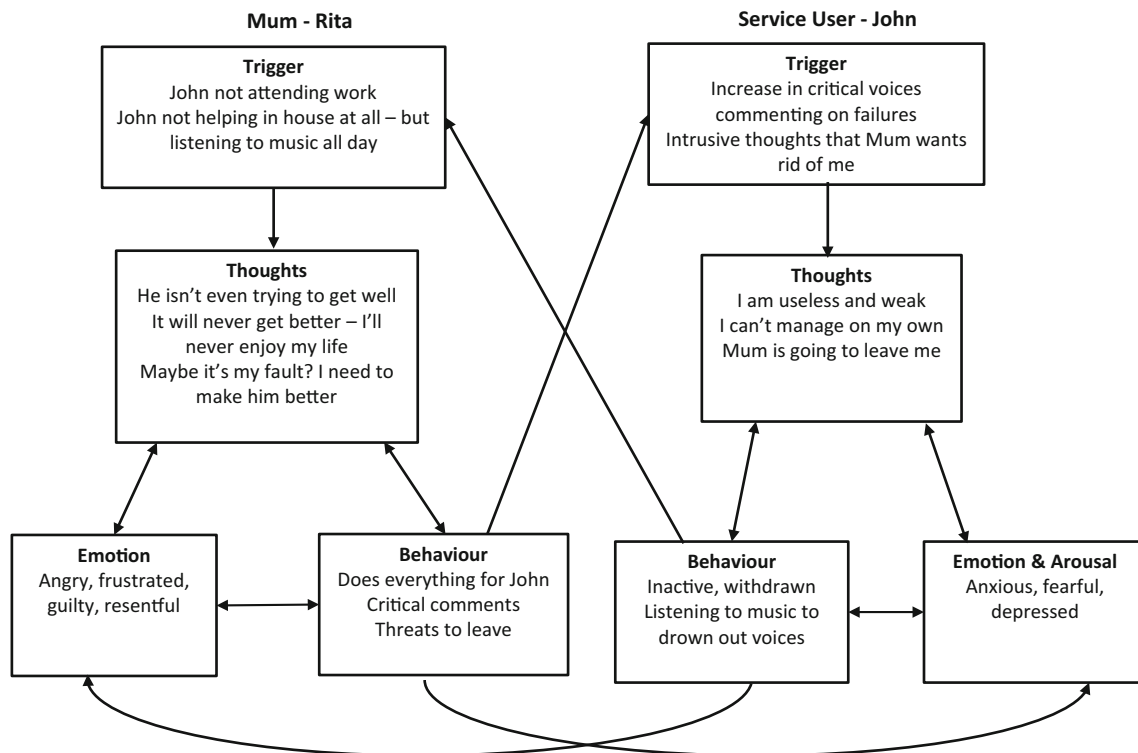 Mum - Rita
Trigger
John not attending work
John not helping in house at all – but
listening to music all day
Thoughts
He isn't even trying to get well
It will never get better – I'll
never enjoy my life
Maybe it's my fault? I need to
make him better
Emotion
Angry, frustrated,
guilty, resentful
Behaviour
Does everything for John
Critical comments
Threats to leave
Service User - John
Trigger
Increase in critical voices
commenting on failures
Intrusive thoughts that Mum wants
rid of me
Thoughts
I am useless and weak
I can't manage on my own
Mum is going to leave me
Behaviour
Inactive, withdrawn
Listening to music to
drown out voices
Emotion & Arousal
Anxious, fearful,
depressed